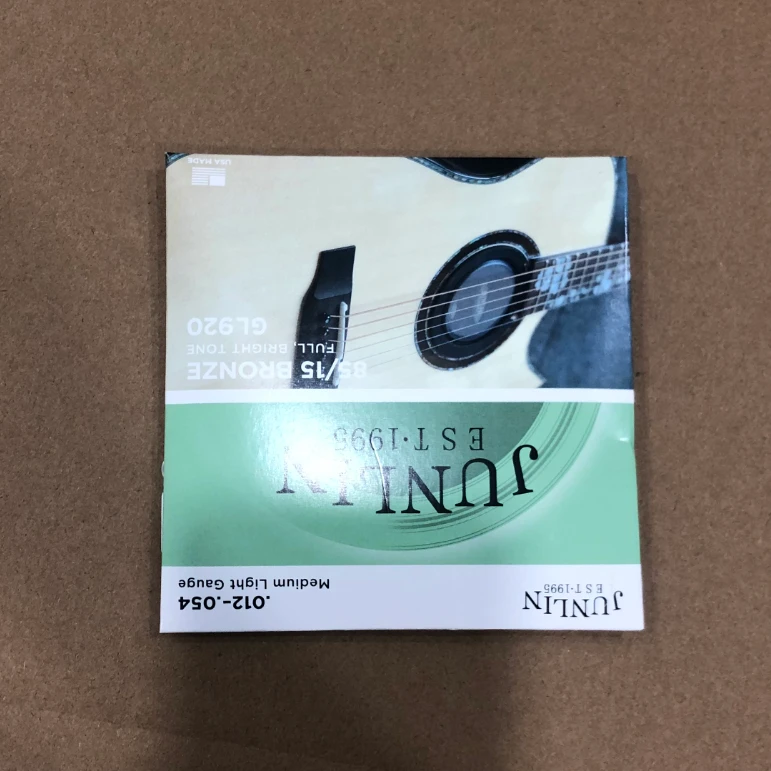 JUNLIN
EST·1995
.012-.054
Medium Light Gauge
JUNLIN
EST·1995
85/15 BRONZE
FULL, BRIGHT TONE
GL920
USA MADE